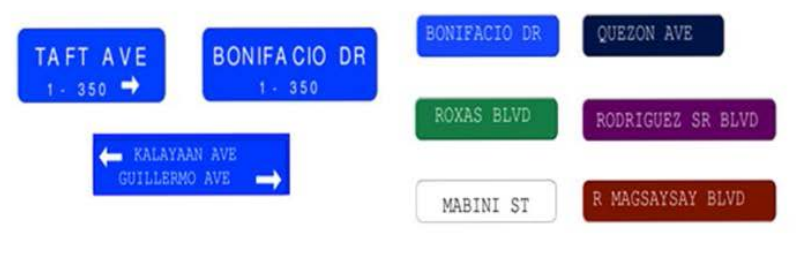 TAFT AVE
1 - 350
BONIFACIO DR
1 - 350
KALAYAAN AVE
GUILLERMO AVE
BONIFACIO DR
QUEZON AVE
ROXAS BLVD
RODRIGUEZ SR BLVD
MABINI ST
R MAGSAYSAY BLVD